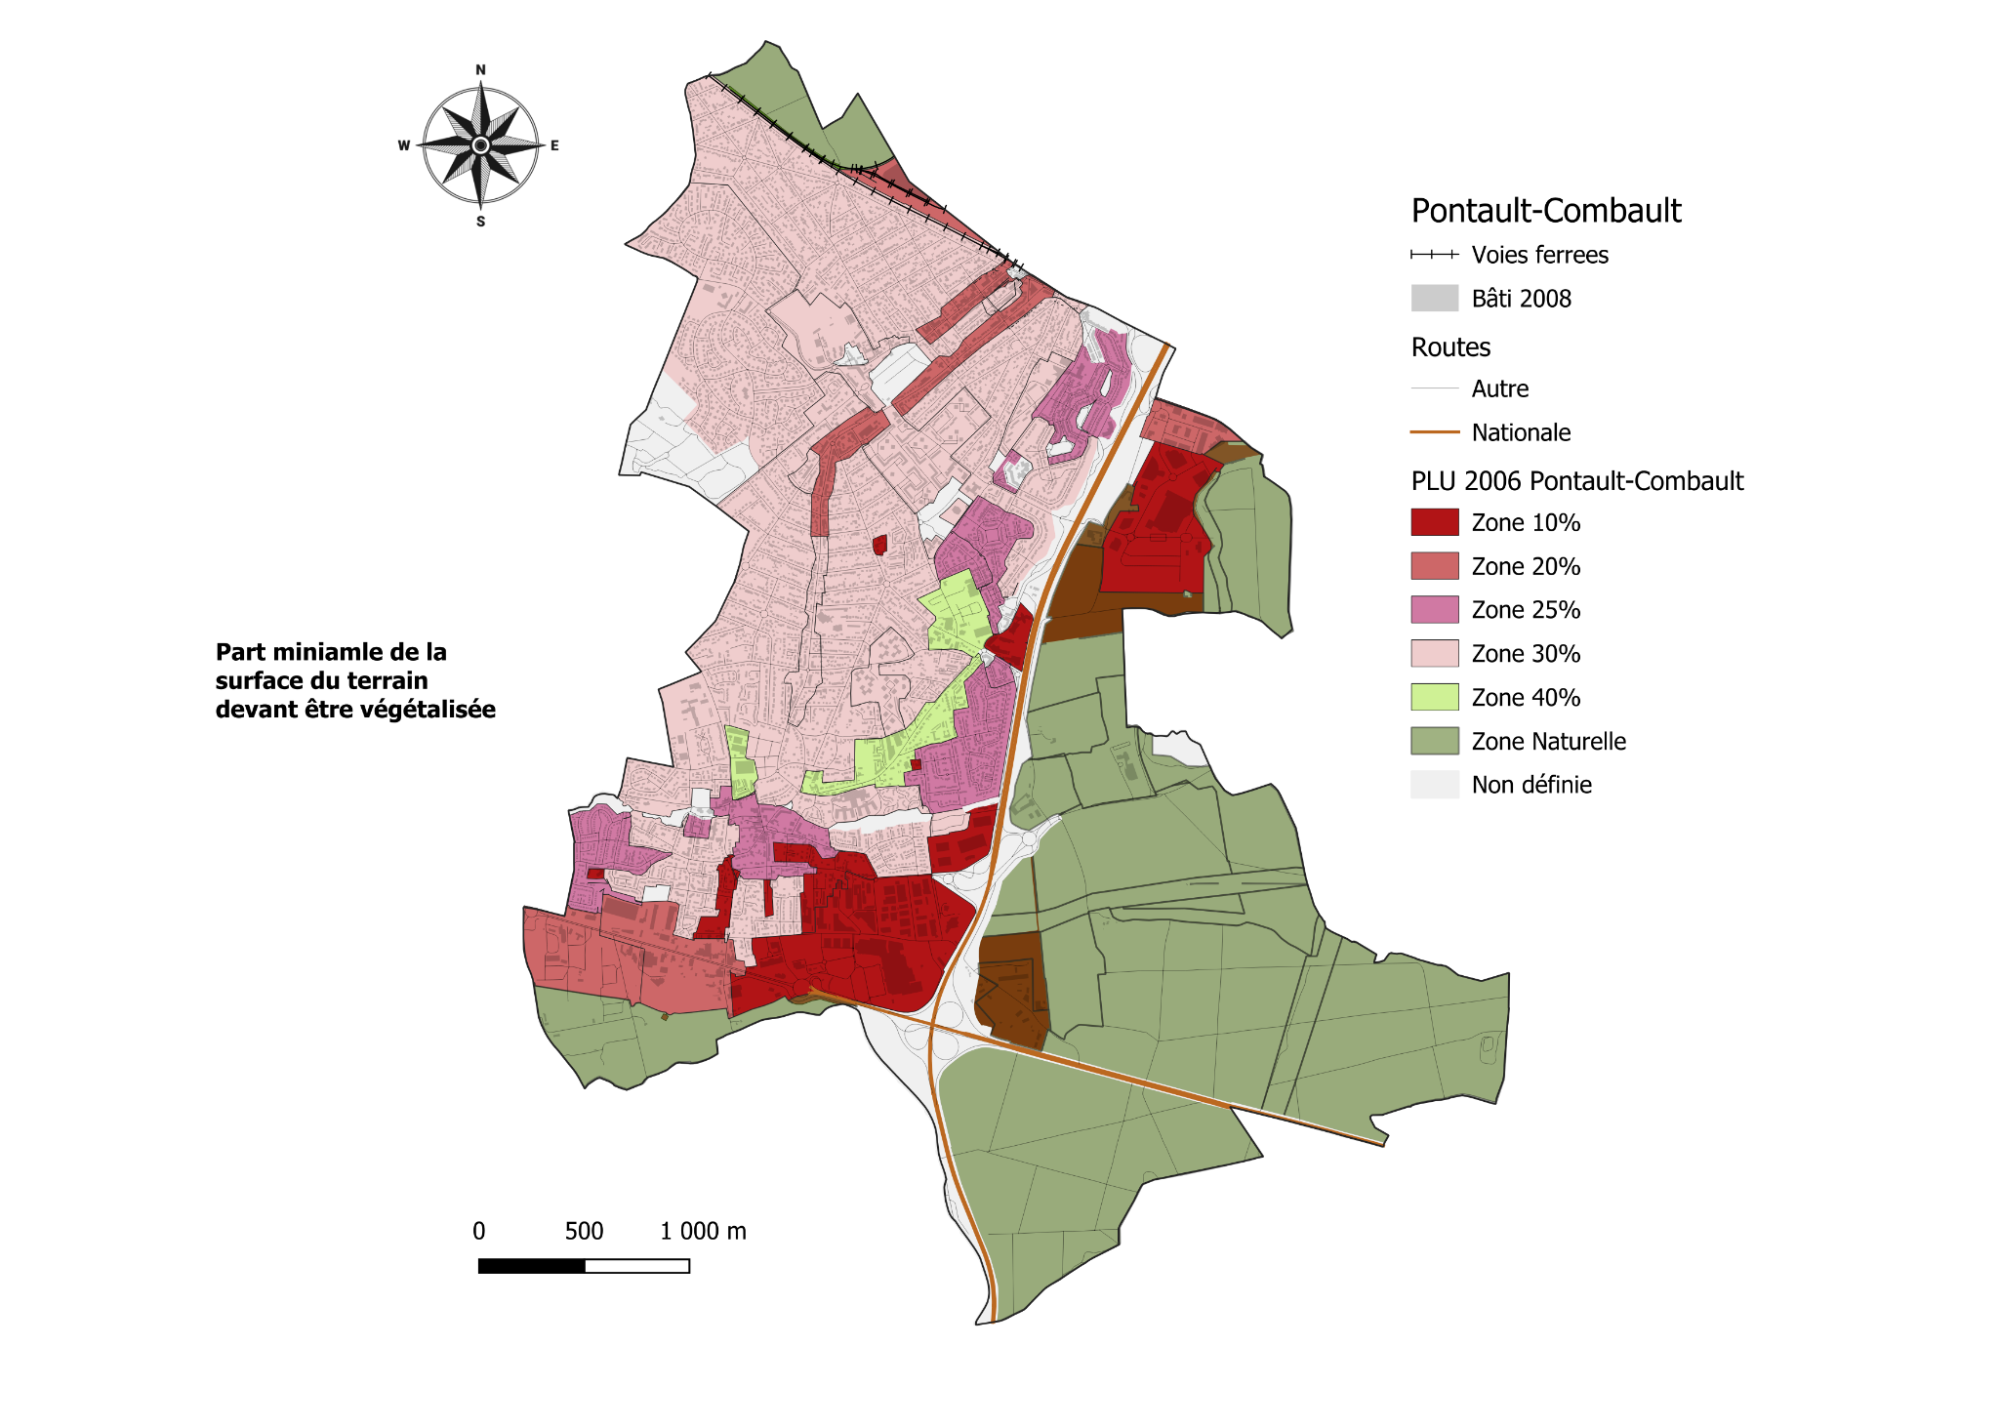 N
W
E
S
Pontault-Combault
Voies ferrees
Bâti 2008
Routes
Autre
Nationale
PLU 2006 Pontault-Combault
Zone 10%
Zone 20%
Zone 25%
Zone 30%
Zone 40%
Zone Naturelle
Non définie
Part miniamle de la
surface du terrain
devant être végétalisée
0 500 1 000 m